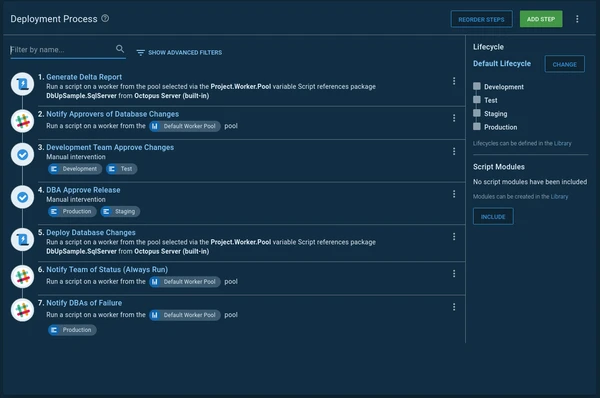 Deployment Process
REORDER STEPS
ADD STEP
Filter by name...
SHOW ADVANCED FILTERS
1. Generate Delta Report
Run a script on a worker from the pool selected via the Project.Worker.Pool variable Script references package
DbUpSample.SqlServer from Octopus Server (built-in)
2. Notify Approvers of Database Changes
Run a script on a worker from the Default Worker Pool pool
3. Development Team Approve Changes
Manual intervention
Development Test
4. DBA Approve Release
Manual intervention
Production Staging
5. Deploy Database Changes
Run a script on a worker from the pool selected via the Project.Worker.Pool variable Script references package
DbUpSample.SqlServer from Octopus Server (built-in)
6. Notify Team of Status (Always Run)
Run a script on a worker from the Default Worker Pool pool
7. Notify DBAs of Failure
Run a script on a worker from the Default Worker Pool pool
Production
Lifecycle
Default Lifecycle
CHANGE
Development
Test
Staging
Production
Lifecycles can be defined in the Library
Script Modules
No script modules have been included
Modules can be created in the Library
INCLUDE